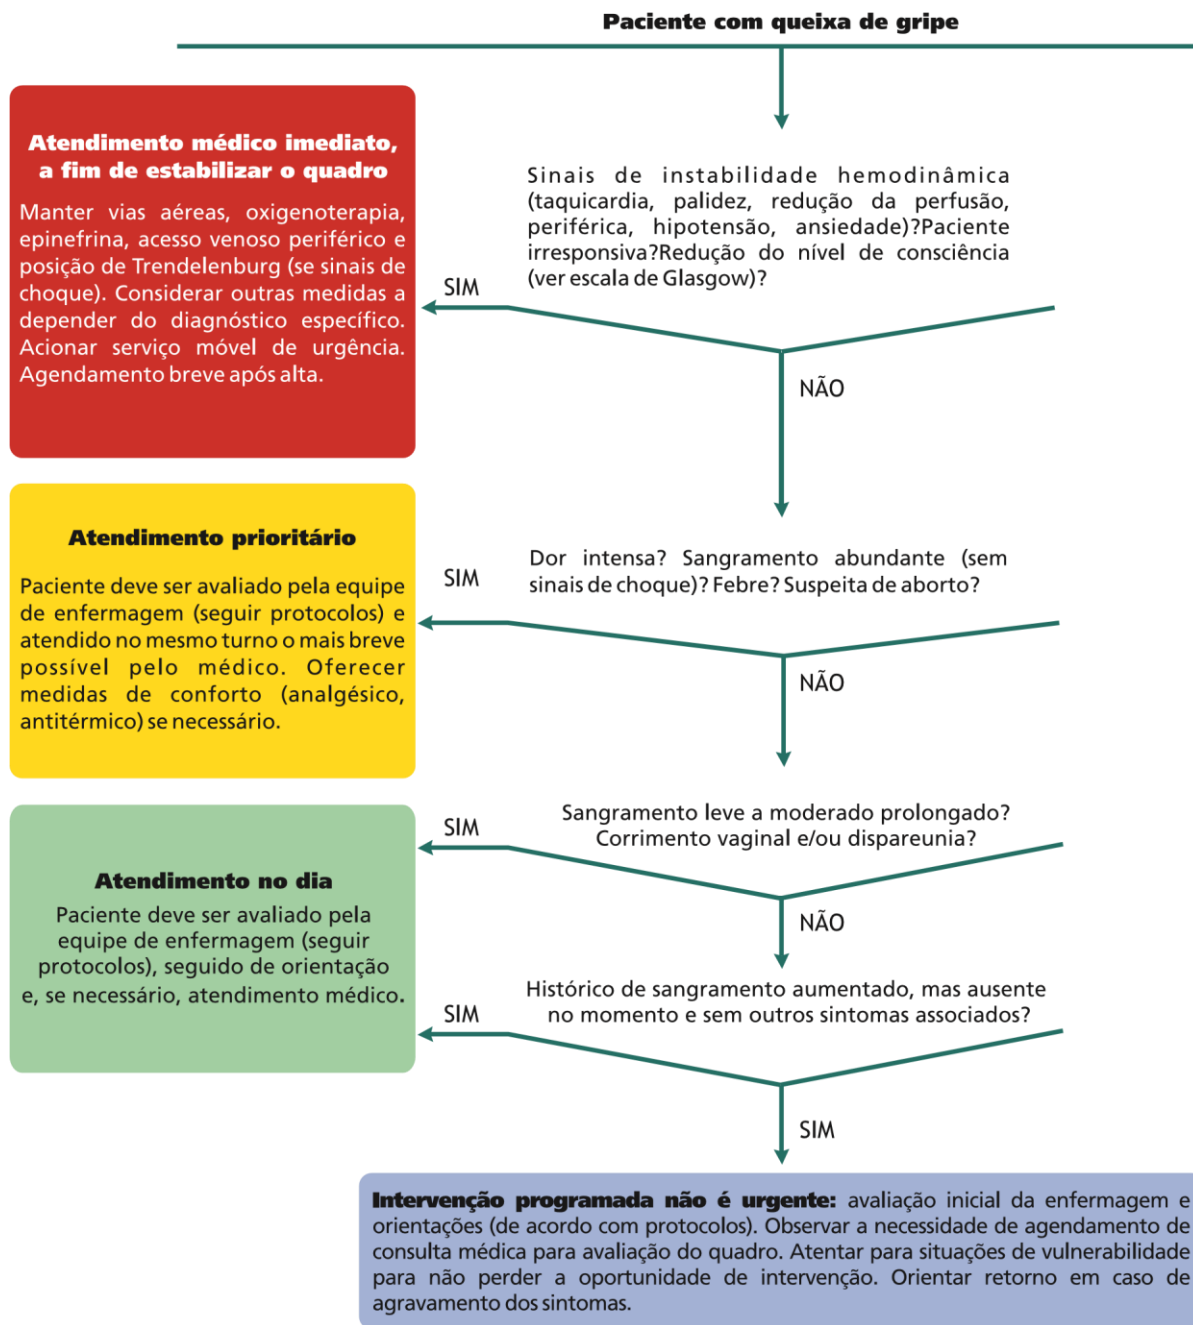 Paciente com queixa de gripe
Atendimento médico imediato,
a fim de estabilizar o quadro
Manter vias aéreas, oxigenoterapia,
epinefrina, acesso venoso periférico e
posição de Trendelenburg (se sinais de
choque). Considerar outras medidas a
depender do diagnóstico específico.
Acionar serviço móvel de urgência.
Agendamento breve após alta.
Sinais de instabilidade hemodinâmica
(taquicardia, palidez, redução da perfusão,
periférica, hipotensão, ansiedade)?Paciente
irresponsiva?Redução do nível de consciência
(ver escala de Glasgow)?
SIM
NÃO
Atendimento prioritário
Paciente deve ser avaliado pela equipe
de enfermagem (seguir protocolos) e
atendido no mesmo turno o mais breve
possível pelo médico. Oferecer
medidas de conforto (analgésico,
antitérmico) se necessário.
Dor intensa? Sangramento abundante (sem
sinais de choque)? Febre? Suspeita de aborto?
SIM
NÃO
Atendimento no dia
Paciente deve ser avaliado pela
equipe de enfermagem (seguir
protocolos), seguido de orientação
e, se necessário, atendimento médico.
Sangramento leve a moderado prolongado?
Corrimento vaginal e/ou dispareunia?
SIM
NÃO
Histórico de sangramento aumentado, mas ausente
no momento e sem outros sintomas associados?
SIM
SIM
Intervenção programada não é urgente: avaliação inicial da enfermagem e
orientações (de acordo com protocolos). Observar a necessidade de agendamento de
consulta médica para avaliação do quadro. Atentar para situações de vulnerabilidade
para não perder a oportunidade de intervenção. Orientar retorno em caso de
agravamento dos sintomas.